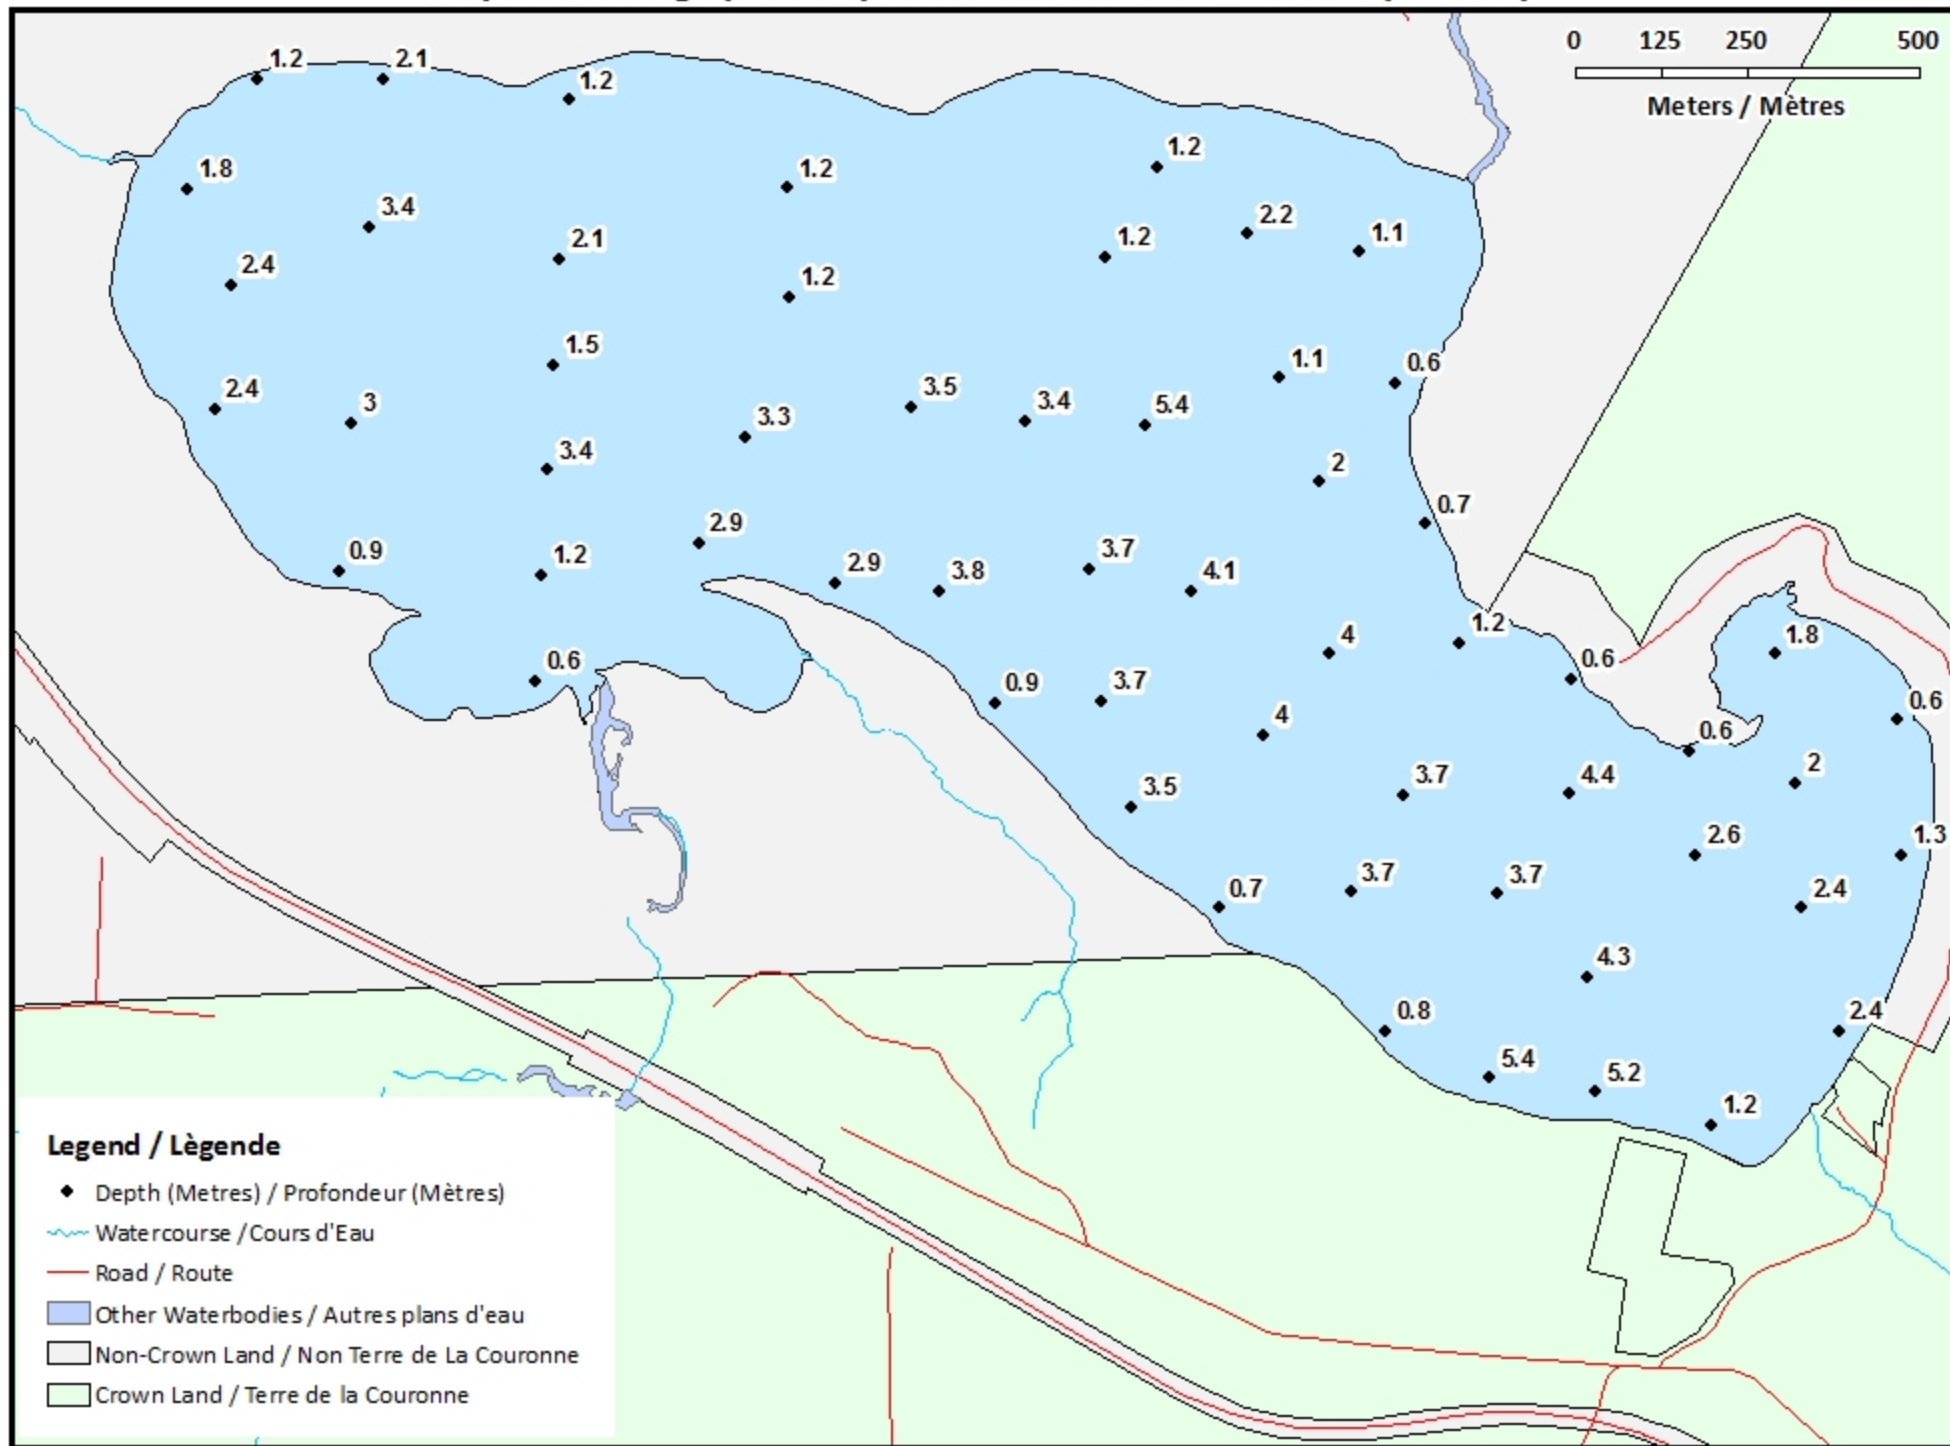 0 125 250 500
Meters / Mètres
1.2 2.1 1.2
1.8 1.2 1.2
3.4 2.1 1.2 2.2 1.1
2.4 1.2
1.5 1.1 0.6
2.4 3 3.3 3.5 3.4 5.4
3.4 2
2.9 0.7
0.9 1.2 2.9 3.8 3.7 4.1
4 1.2 1.8
0.6 0.9 3.7 0.6
4 0.6 0.6
3.5 3.7 4.4 2
2.6 1.3
0.7 3.7 3.7 2.4
4.3
0.8 2.4
5.4 5.2
1.2
Legend / Lègende
Depth (Metres) / Profondeur (Mètres)
Watercourse / Cours d'Eau
Road / Route
Other Waterbodies / Autres plans d'eau
Non-Crown Land / Non Terre de La Couronne
Crown Land / Terre de la Couronne